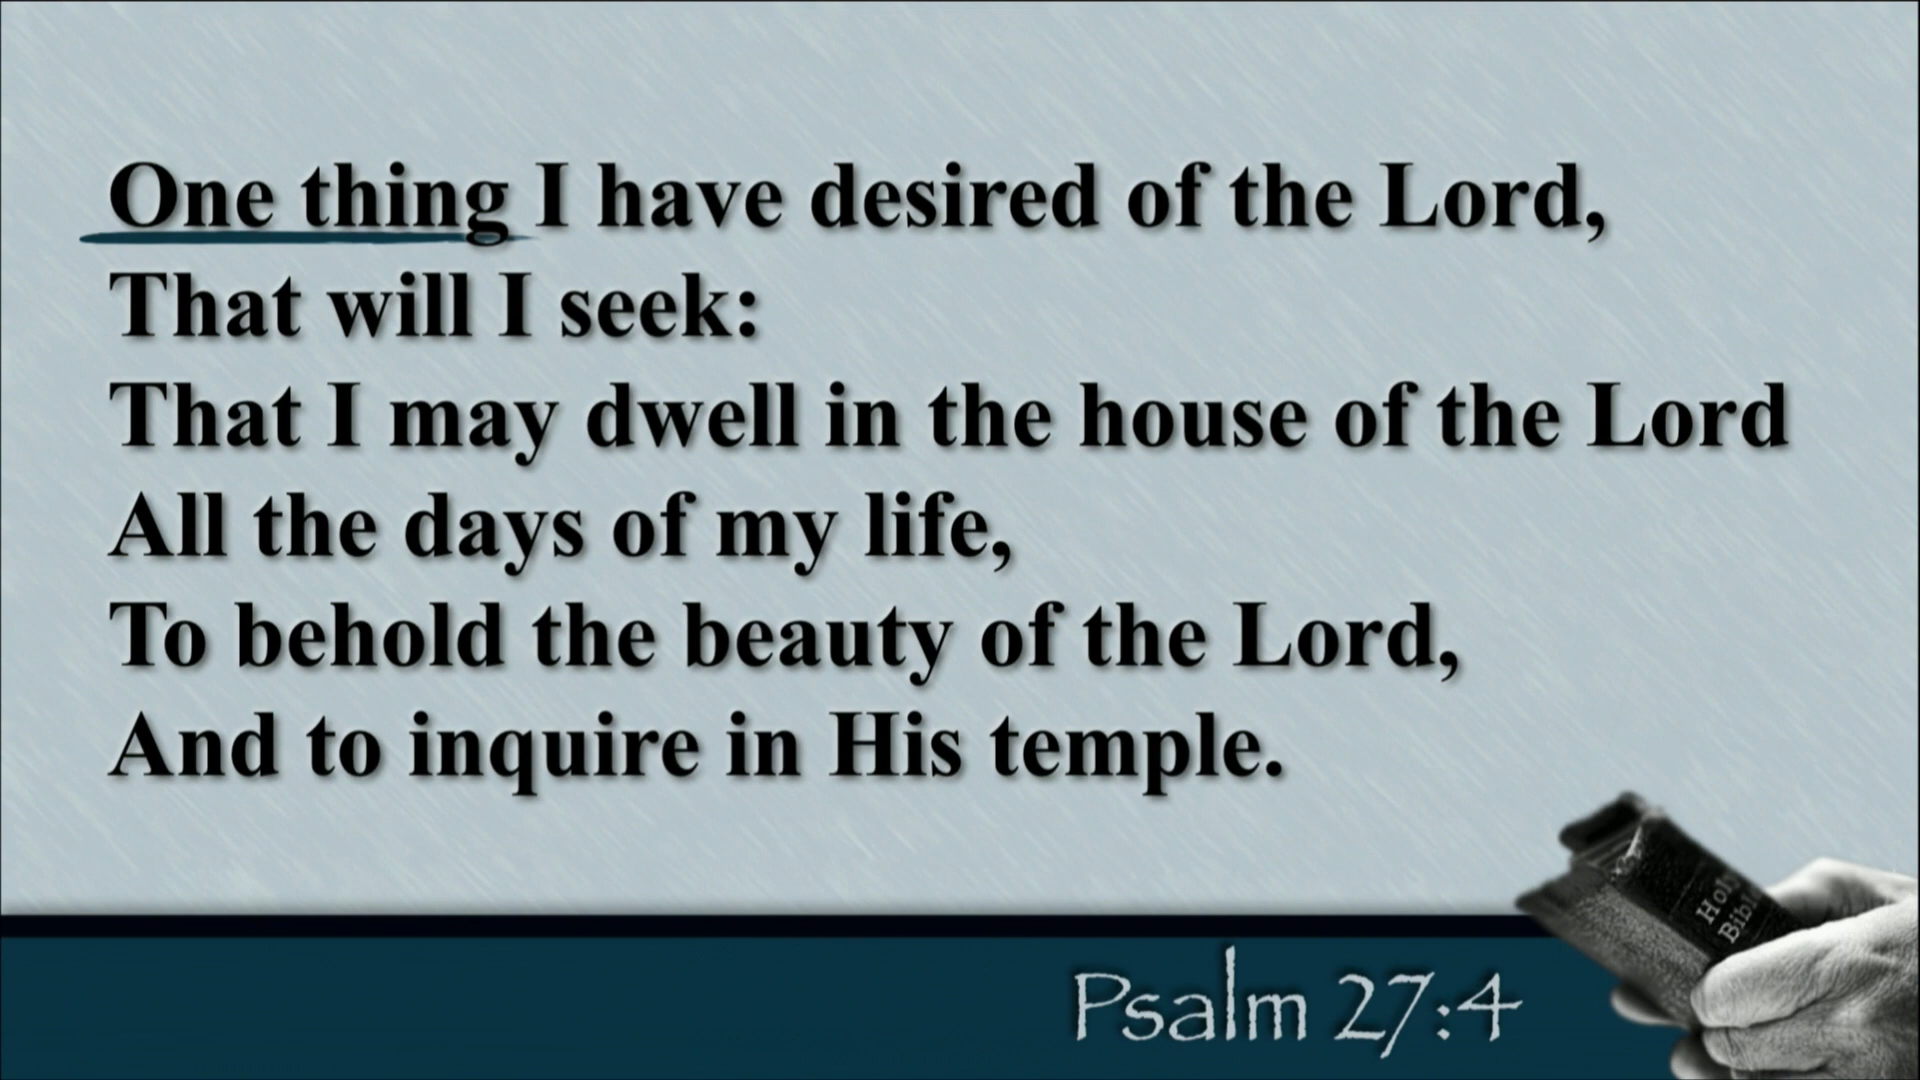 One thing I have desired of the Lord,
That will I seek:
That I may dwell in the house of the Lord
All the days of my life,
To behold the beauty of the Lord,
And to inquire in His temple.
Holy
Bible
Psalm 27:4